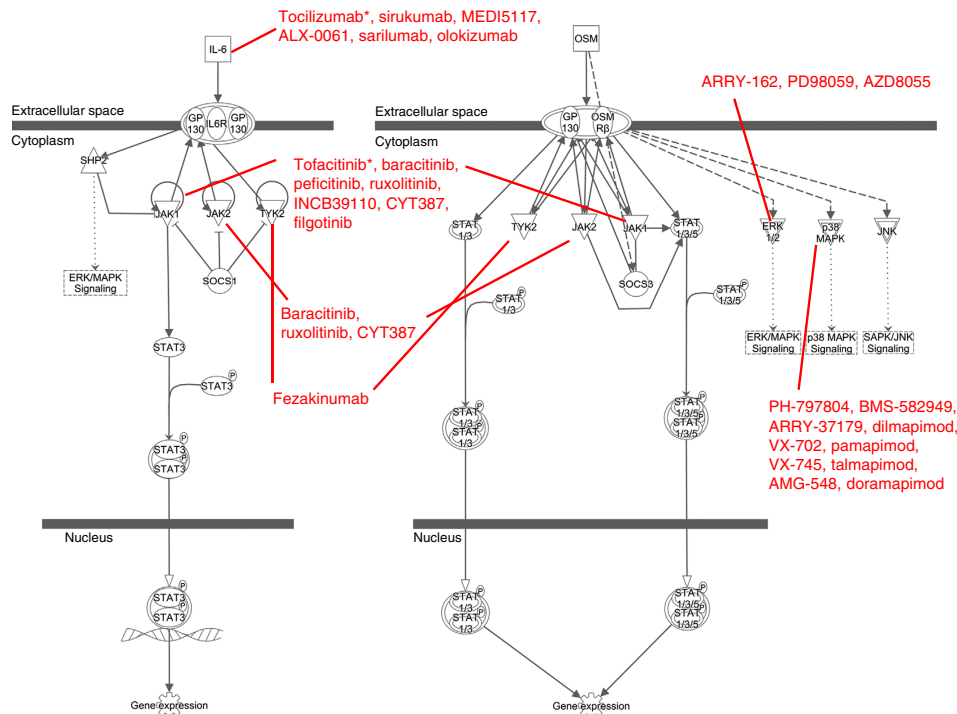 Tocilizumab*, sirukumab, MEDI5117,
ALX-0061, sarilumab, olokizumab
IL-6
OSM
ARRY-162, PD98059, AZD8055
Extracellular space
Cytoplasm
GP
130
IL6R
GP
130
Extracellular space
Cytoplasm
GP
130
OSM
Rβ
SHP2
JAK1
JAK2
TYK2
SOCS1
ERK/MAPK
Signaling
Tofacitinib*, baracitinib,
peficitinib, ruxolitinib,
INCB39110, CYT387,
filgotinib
STAT
1/3
TYK2
JAK2
JAK1
STAT
1/3/5
SOCS3
ERK
1/2
p38
MAPK
JNK
Baracitinib,
ruxolitinib, CYT387
P
STAT
1/3
P
STAT
1/3/5
ERK/MAPK
Signaling
p38 MAPK
Signaling
SAPK/JNK
Signaling
STAT3
P
STAT3
Fezakinumab
P
STAT3
P
STAT3
P
STAT
1/3
P
STAT
1/3
P
STAT
1/3/5
P
STAT
1/3/5
PH-797804, BMS-582949,
ARRY-37179, dilmapimod,
VX-702, pamapimod,
VX-745, talmapimod,
AMG-548, doramapimod
Nucleus
Nucleus
P
STAT3
P
STAT3
P
STAT
1/3
P
STAT
1/3
P
STAT
1/3/5
P
STAT
1/3/5
Gene expression
Gene expression